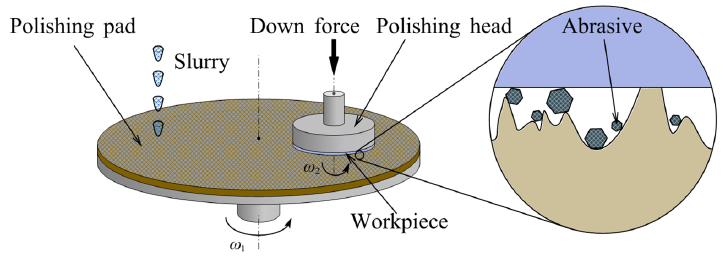 Polishing pad
Down force
Polishing head
Abrasive
Slurry
ω₂
Workpiece
ω₁